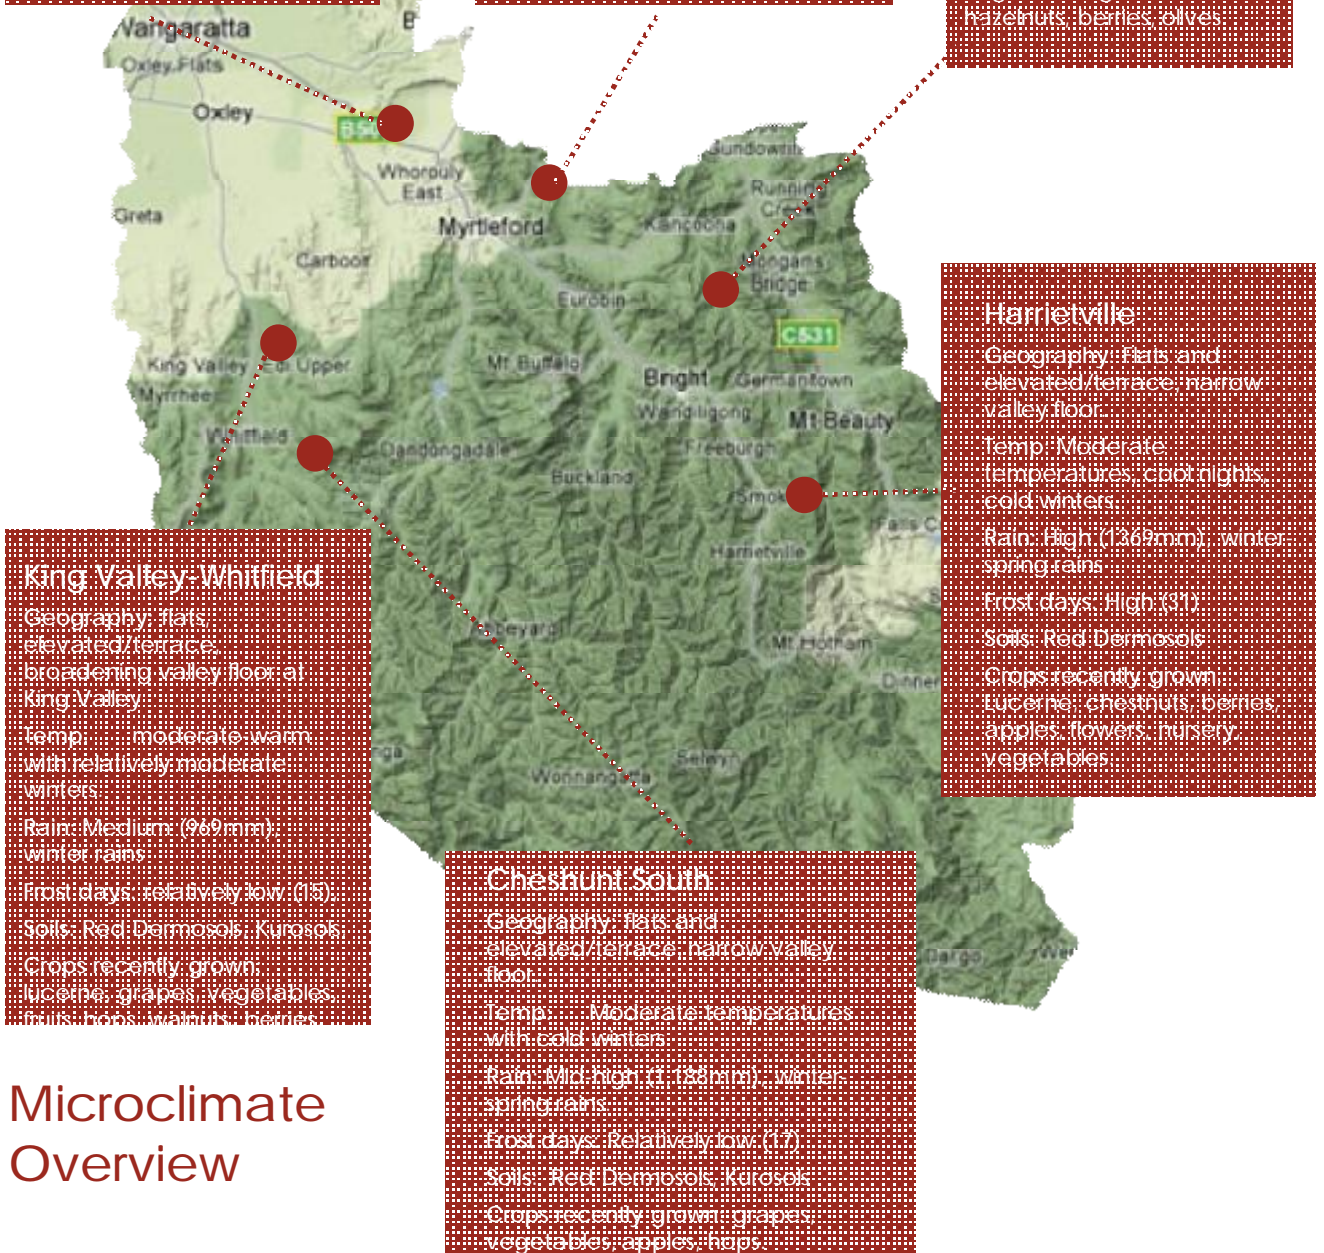 hazelnuts, berries, olives.
Wangaratta
B
Oxley Flats
Oxley
Whorouly
East
Greta
Myrtleford
Carboor
Gundowring
Running
Creek
Kancoona
Mongans
Bridge
Eurobin
C531
King Valley
Edi Upper
Mt Buffalo
Bright
Germantown
Myrrhee
Wandiligong
Mt Beauty
Whitfield
Dandongadale
Freeburgh
Buckland
Harrietville
Mt Hotham
Abbeyard
Dinner
Wonnangatta
Selwyn
Dargo
Harrietville
Geography: Flats and
elevated/terrace, narrow
valley floor.
Temp: Moderate
temperatures, cool nights,
cold winters.
Rain: High (1369mm), winter-
spring rains
Frost days: High (31)
Soils: Red Dermosols
Crops recently grown:
Lucerne, chestnuts, berries,
apples, flowers, nursery,
vegetables
King Valley-Whitfield
Geography: flats,
elevated/terrace,
broadening valley floor at
King Valley
Temp: moderate-warm
with relatively moderate
winters.
Rain: Medium (969mm),
winter rains
Frost days: relatively low (15).
Soils: Red Dermosols, Kurosols,
Crops recently grown:
lucerne, grapes, vegetables,
fruits, hops, walnuts, berries,
Cheshunt South
Geography: flats and
elevated/terrace, narrow valley
floor.
Temp: Moderate temperatures
with cold winters.
Rain: Mid-high (1,188mm), winter-
spring rains.
Frost days: Relatively low (17)
Soils: Red Dermosols, Kurosols
Crops recently grown: grapes,
vegetables, apples, hops.
Microclimate
Overview